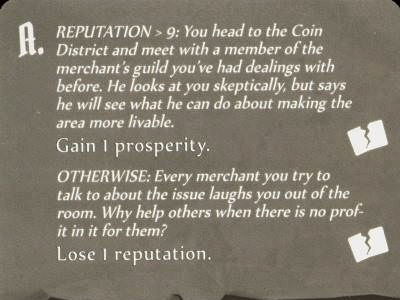 A. REPUTATION > 9: You head to the Coin
District and meet with a member of the
merchant's guild you've had dealings with
before. He looks at you skeptically, but says
he will see what he can do about making the
area more livable.
Gain 1 prosperity.
OTHERWISE: Every merchant you try to
talk to about the issue laughs you out of the
room. Why help others when there is no prof-
it in it for them?
Lose 1 reputation.